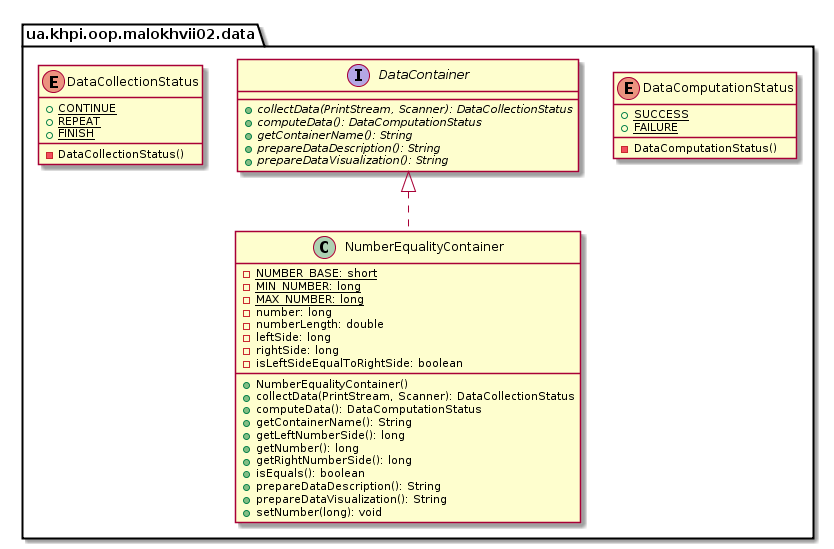 ua.khpi.oop.malokhvii02.data
E DataCollectionStatus
CONTINUE
REPEAT
FINISH
DataCollectionStatus()
I DataContainer
collectData(PrintStream, Scanner): DataCollectionStatus
computeData(): DataComputationStatus
getContainerName(): String
prepareDataDescription(): String
prepareDataVisualization(): String
E DataComputationStatus
SUCCESS
FAILURE
DataComputationStatus()
C NumberEqualityContainer
NUMBER_BASE: short
MIN_NUMBER: long
MAX_NUMBER: long
number: long
numberLength: double
leftSide: long
rightSide: long
isLeftSideEqualToRightSide: boolean
NumberEqualityContainer()
collectData(PrintStream, Scanner): DataCollectionStatus
computeData(): DataComputationStatus
getContainerName(): String
getLeftNumberSide(): long
getNumber(): long
getRightNumberSide(): long
isEquals(): boolean
prepareDataDescription(): String
prepareDataVisualization(): String
setNumber(long): void